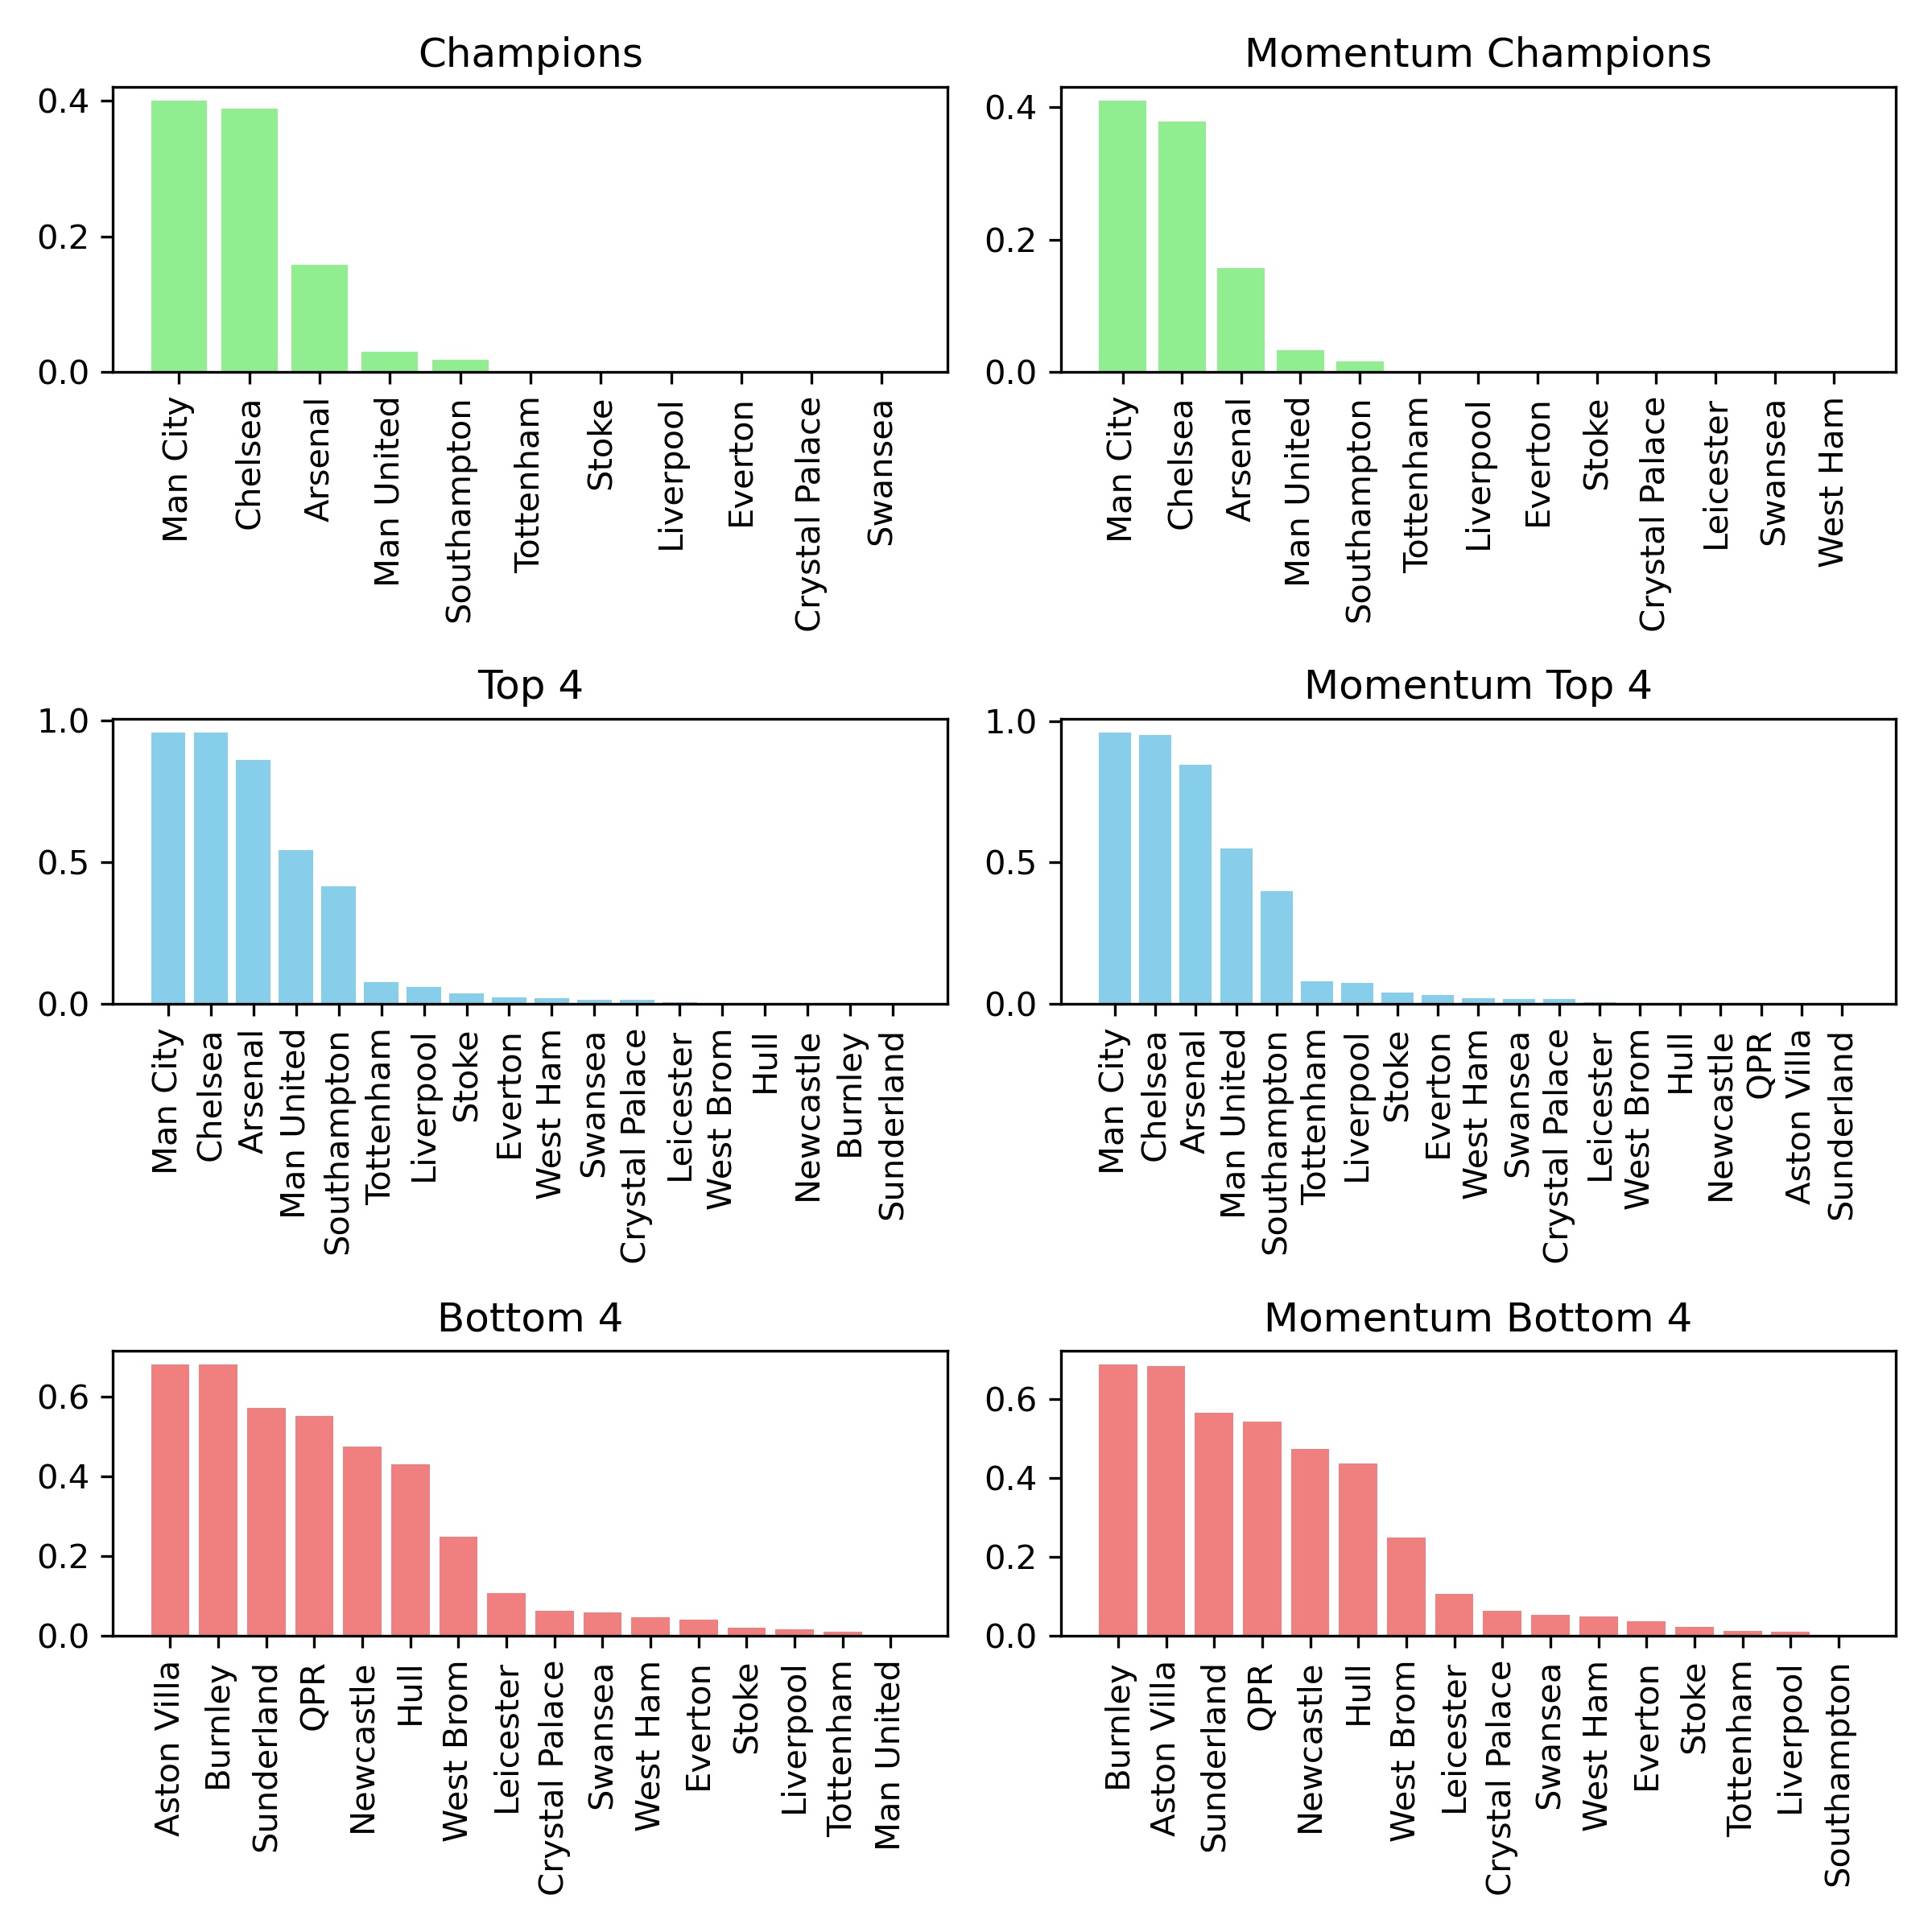 Champions
0.4
0.2
0.0
Man City
Chelsea
Arsenal
Man United
Southampton
Tottenham
Stoke
Liverpool
Everton
Crystal Palace
Swansea
Momentum Champions
0.4
0.2
0.0
Man City
Chelsea
Arsenal
Man United
Southampton
Tottenham
Liverpool
Everton
Stoke
Crystal Palace
Leicester
Swansea
West Ham
Top 4
1.0
0.5
0.0
Man City
Chelsea
Arsenal
Man United
Southampton
Tottenham
Liverpool
Stoke
Everton
West Ham
Swansea
Crystal Palace
Leicester
West Brom
Hull
Newcastle
Burnley
Sunderland
Momentum Top 4
1.0
0.5
0.0
Man City
Chelsea
Arsenal
Man United
Southampton
Tottenham
Liverpool
Stoke
Everton
West Ham
Swansea
Crystal Palace
Leicester
West Brom
Hull
Newcastle
QPR
Aston Villa
Sunderland
Bottom 4
0.6
0.4
0.2
0.0
Aston Villa
Burnley
Sunderland
QPR
Newcastle
Hull
West Brom
Leicester
Crystal Palace
Swansea
West Ham
Everton
Stoke
Liverpool
Tottenham
Man United
Momentum Bottom 4
0.6
0.4
0.2
0.0
Burnley
Aston Villa
Sunderland
QPR
Newcastle
Hull
West Brom
Leicester
Crystal Palace
Swansea
West Ham
Everton
Stoke
Tottenham
Liverpool
Southampton